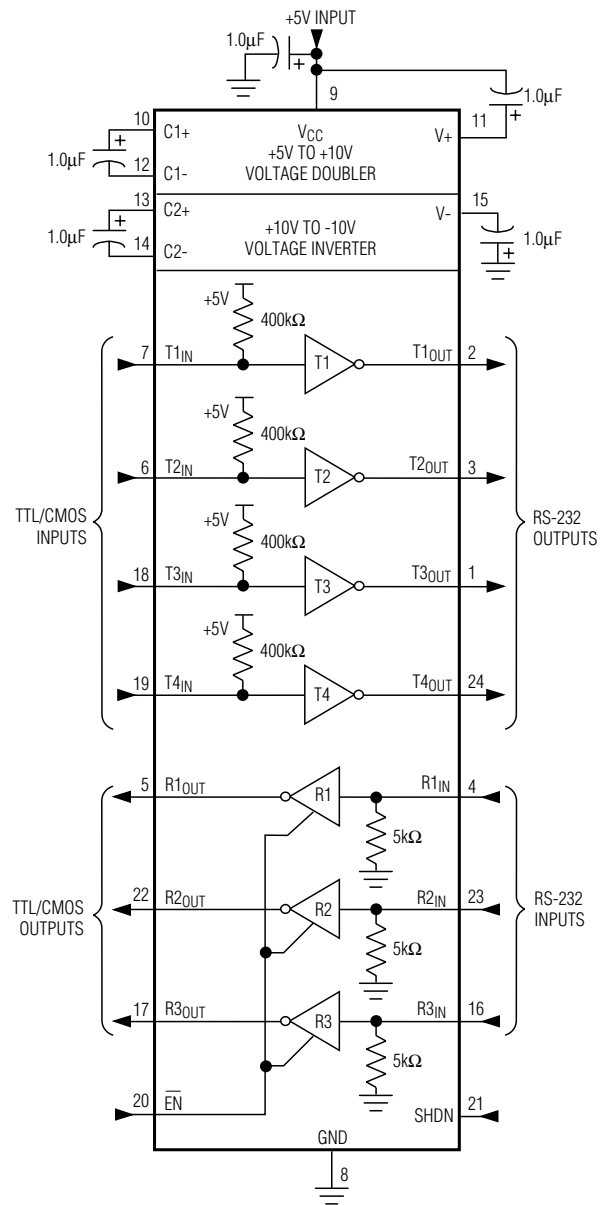 +5V INPUT
1.0µF
1.0µF
9
10
C1+
VCC
+5V TO +10V
VOLTAGE DOUBLER
V+
11
1.0µF
12
C1-
13
C2+
+10V TO -10V
VOLTAGE INVERTER
V-
15
1.0µF
14
C2-
1.0µF
+5V
400kΩ
7
T1IN
T1
T1OUT
2
+5V
400kΩ
6
T2IN
T2
T2OUT
3
TTL/CMOS
INPUTS
RS-232
OUTPUTS
+5V
400kΩ
18
T3IN
T3
T3OUT
1
+5V
400kΩ
19
T4IN
T4
T4OUT
24
5
R1OUT
R1
R1IN
4
5kΩ
22
R2OUT
R2
R2IN
23
TTL/CMOS
OUTPUTS
RS-232
INPUTS
5kΩ
17
R3OUT
R3
R3IN
16
5kΩ
20
EN
SHDN
21
GND
8